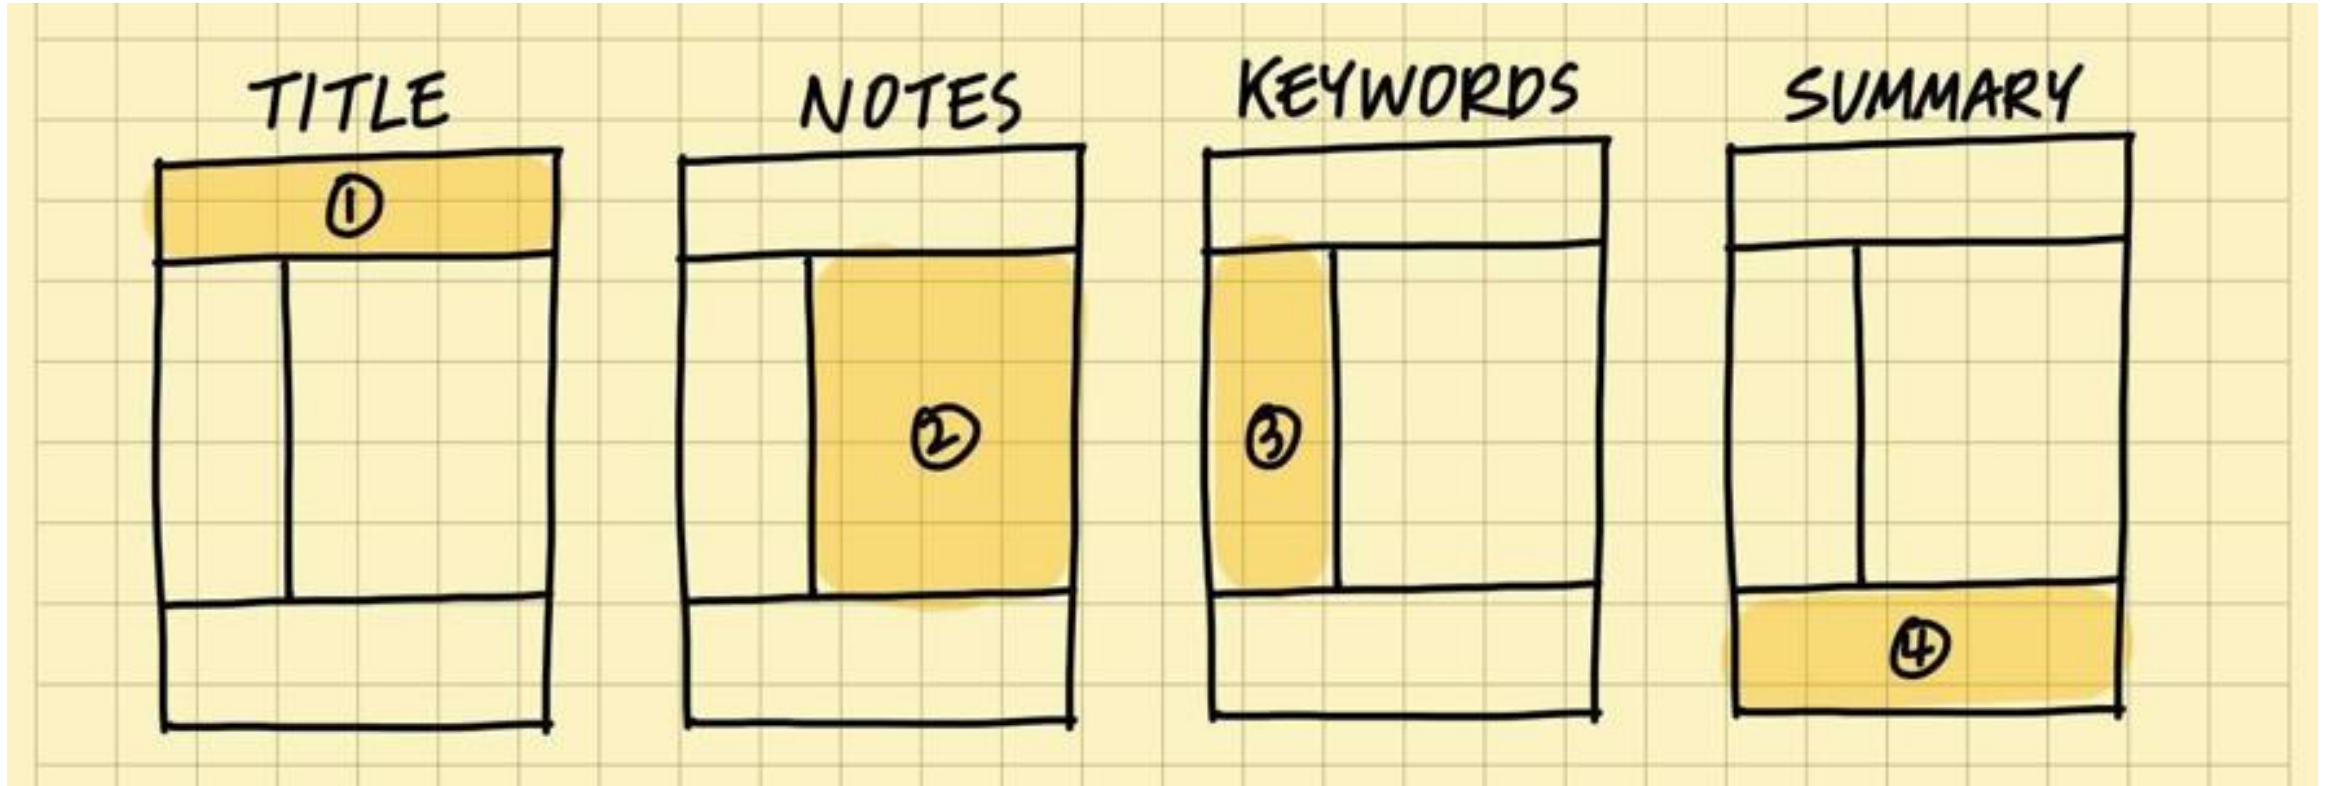 TITLE
NOTES
KEYWORDS
SUMMARY
①
②
③
④